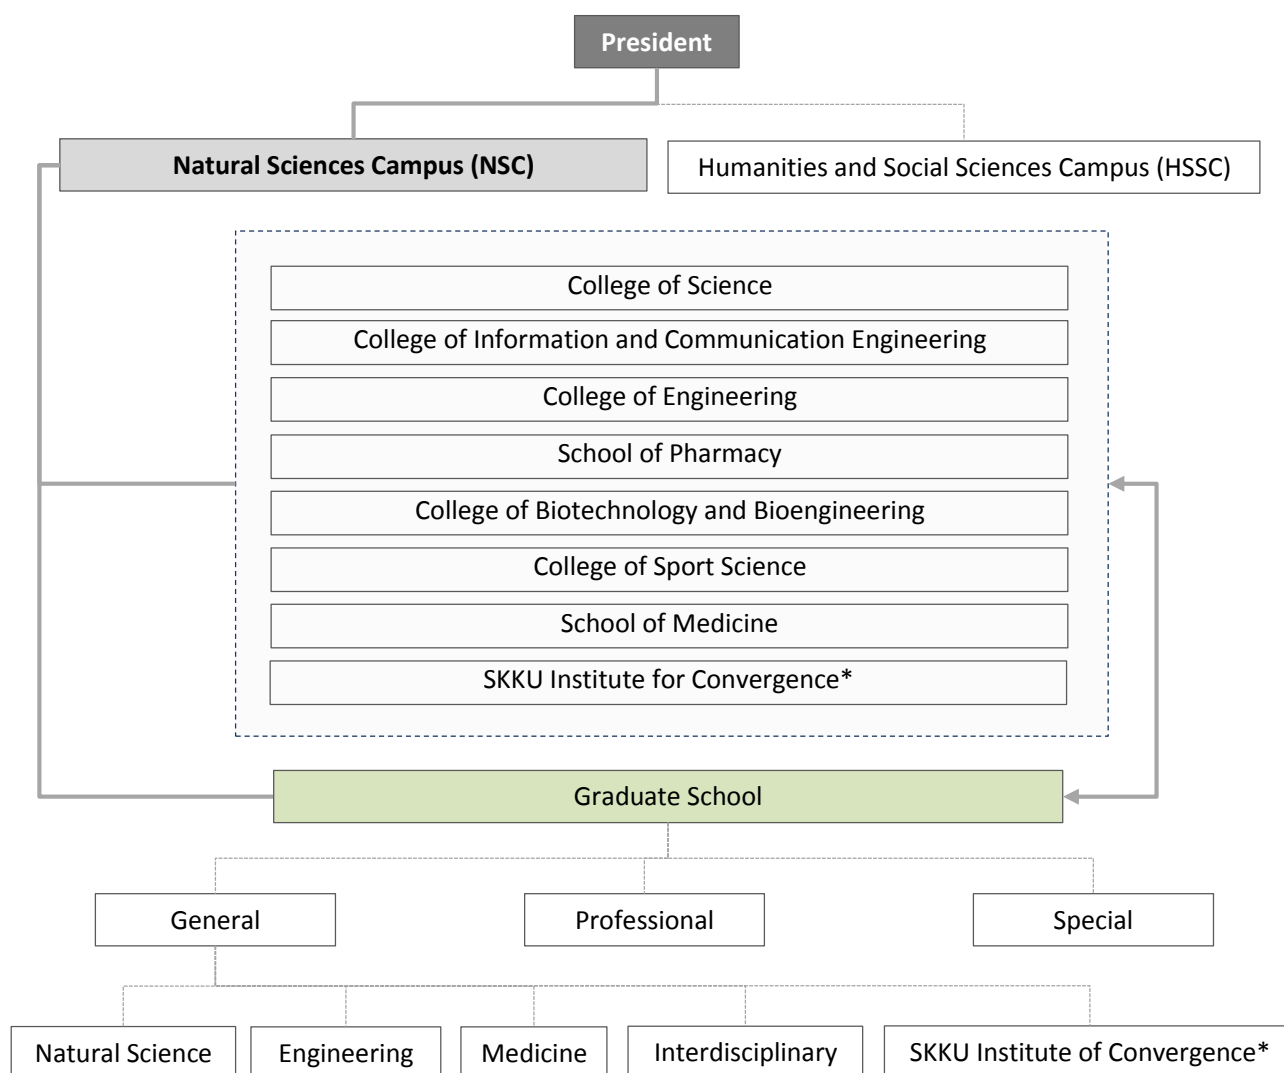 President
Natural Sciences Campus (NSC)
Humanities and Social Sciences Campus (HSSC)
College of Science
College of Information and Communication Engineering
College of Engineering
School of Pharmacy
College of Biotechnology and Bioengineering
College of Sport Science
School of Medicine
SKKU Institute for Convergence*
Graduate School
General
Professional
Special
Natural Science
Engineering
Medicine
Interdisciplinary
SKKU Institute of Convergence*